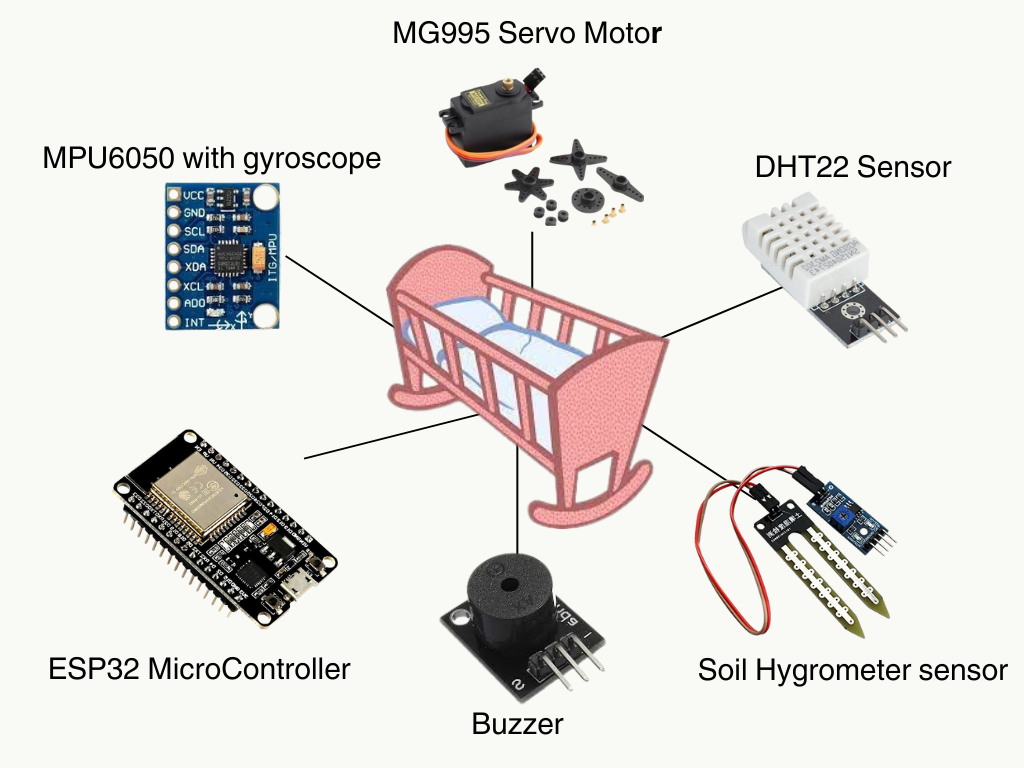 MG995 Servo Motor
MPU6050 with gyroscope
DHT22 Sensor
VCC
GND
SCL
SDA
XDA
XCL
ADO
INT
ITG/MPU
ESP32 MicroController
Soil Hygrometer sensor
Buzzer